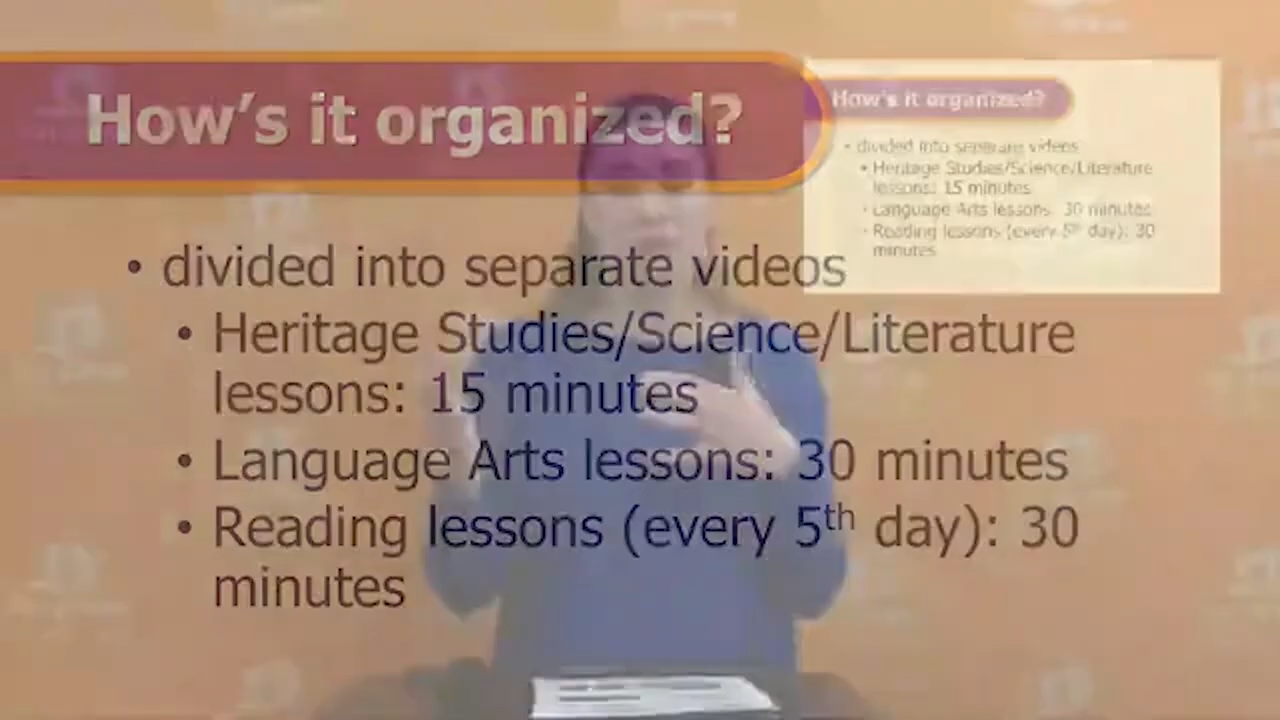 How's it organized?
• divided into separate videos
• Heritage Studies/Science/Literature
lessons: 15 minutes
• Language Arts lessons: 30 minutes
• Reading lessons (every 5th day): 30
minutes
How's it organized?
• divided into separate videos
• Heritage Studies/Science/Literature
lessons: 15 minutes
• Language Arts lessons: 30 minutes
• Reading lessons (every 5th day): 30
minutes